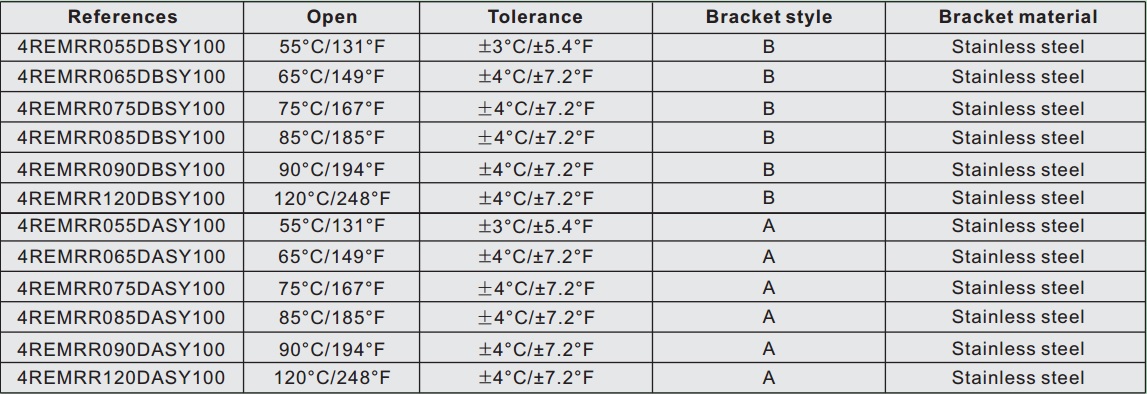 References Open Tolerance Bracket style Bracket material
4REMRR055DBSY100 55°C/131°F ±3°C/±5.4°F B Stainless steel
4REMRR065DBSY100 65°C/149°F ±4°C/±7.2°F B Stainless steel
4REMRR075DBSY100 75°C/167°F ±4°C/±7.2°F B Stainless steel
4REMRR085DBSY100 85°C/185°F ±4°C/±7.2°F B Stainless steel
4REMRR090DBSY100 90°C/194°F ±4°C/±7.2°F B Stainless steel
4REMRR120DBSY100 120°C/248°F ±4°C/±7.2°F B Stainless steel
4REMRR055DASY100 55°C/131°F ±3°C/±5.4°F A Stainless steel
4REMRR065DASY100 65°C/149°F ±4°C/±7.2°F A Stainless steel
4REMRR075DASY100 75°C/167°F ±4°C/±7.2°F A Stainless steel
4REMRR085DASY100 85°C/185°F ±4°C/±7.2°F A Stainless steel
4REMRR090DASY100 90°C/194°F ±4°C/±7.2°F A Stainless steel
4REMRR120DASY100 120°C/248°F ±4°C/±7.2°F A Stainless steel